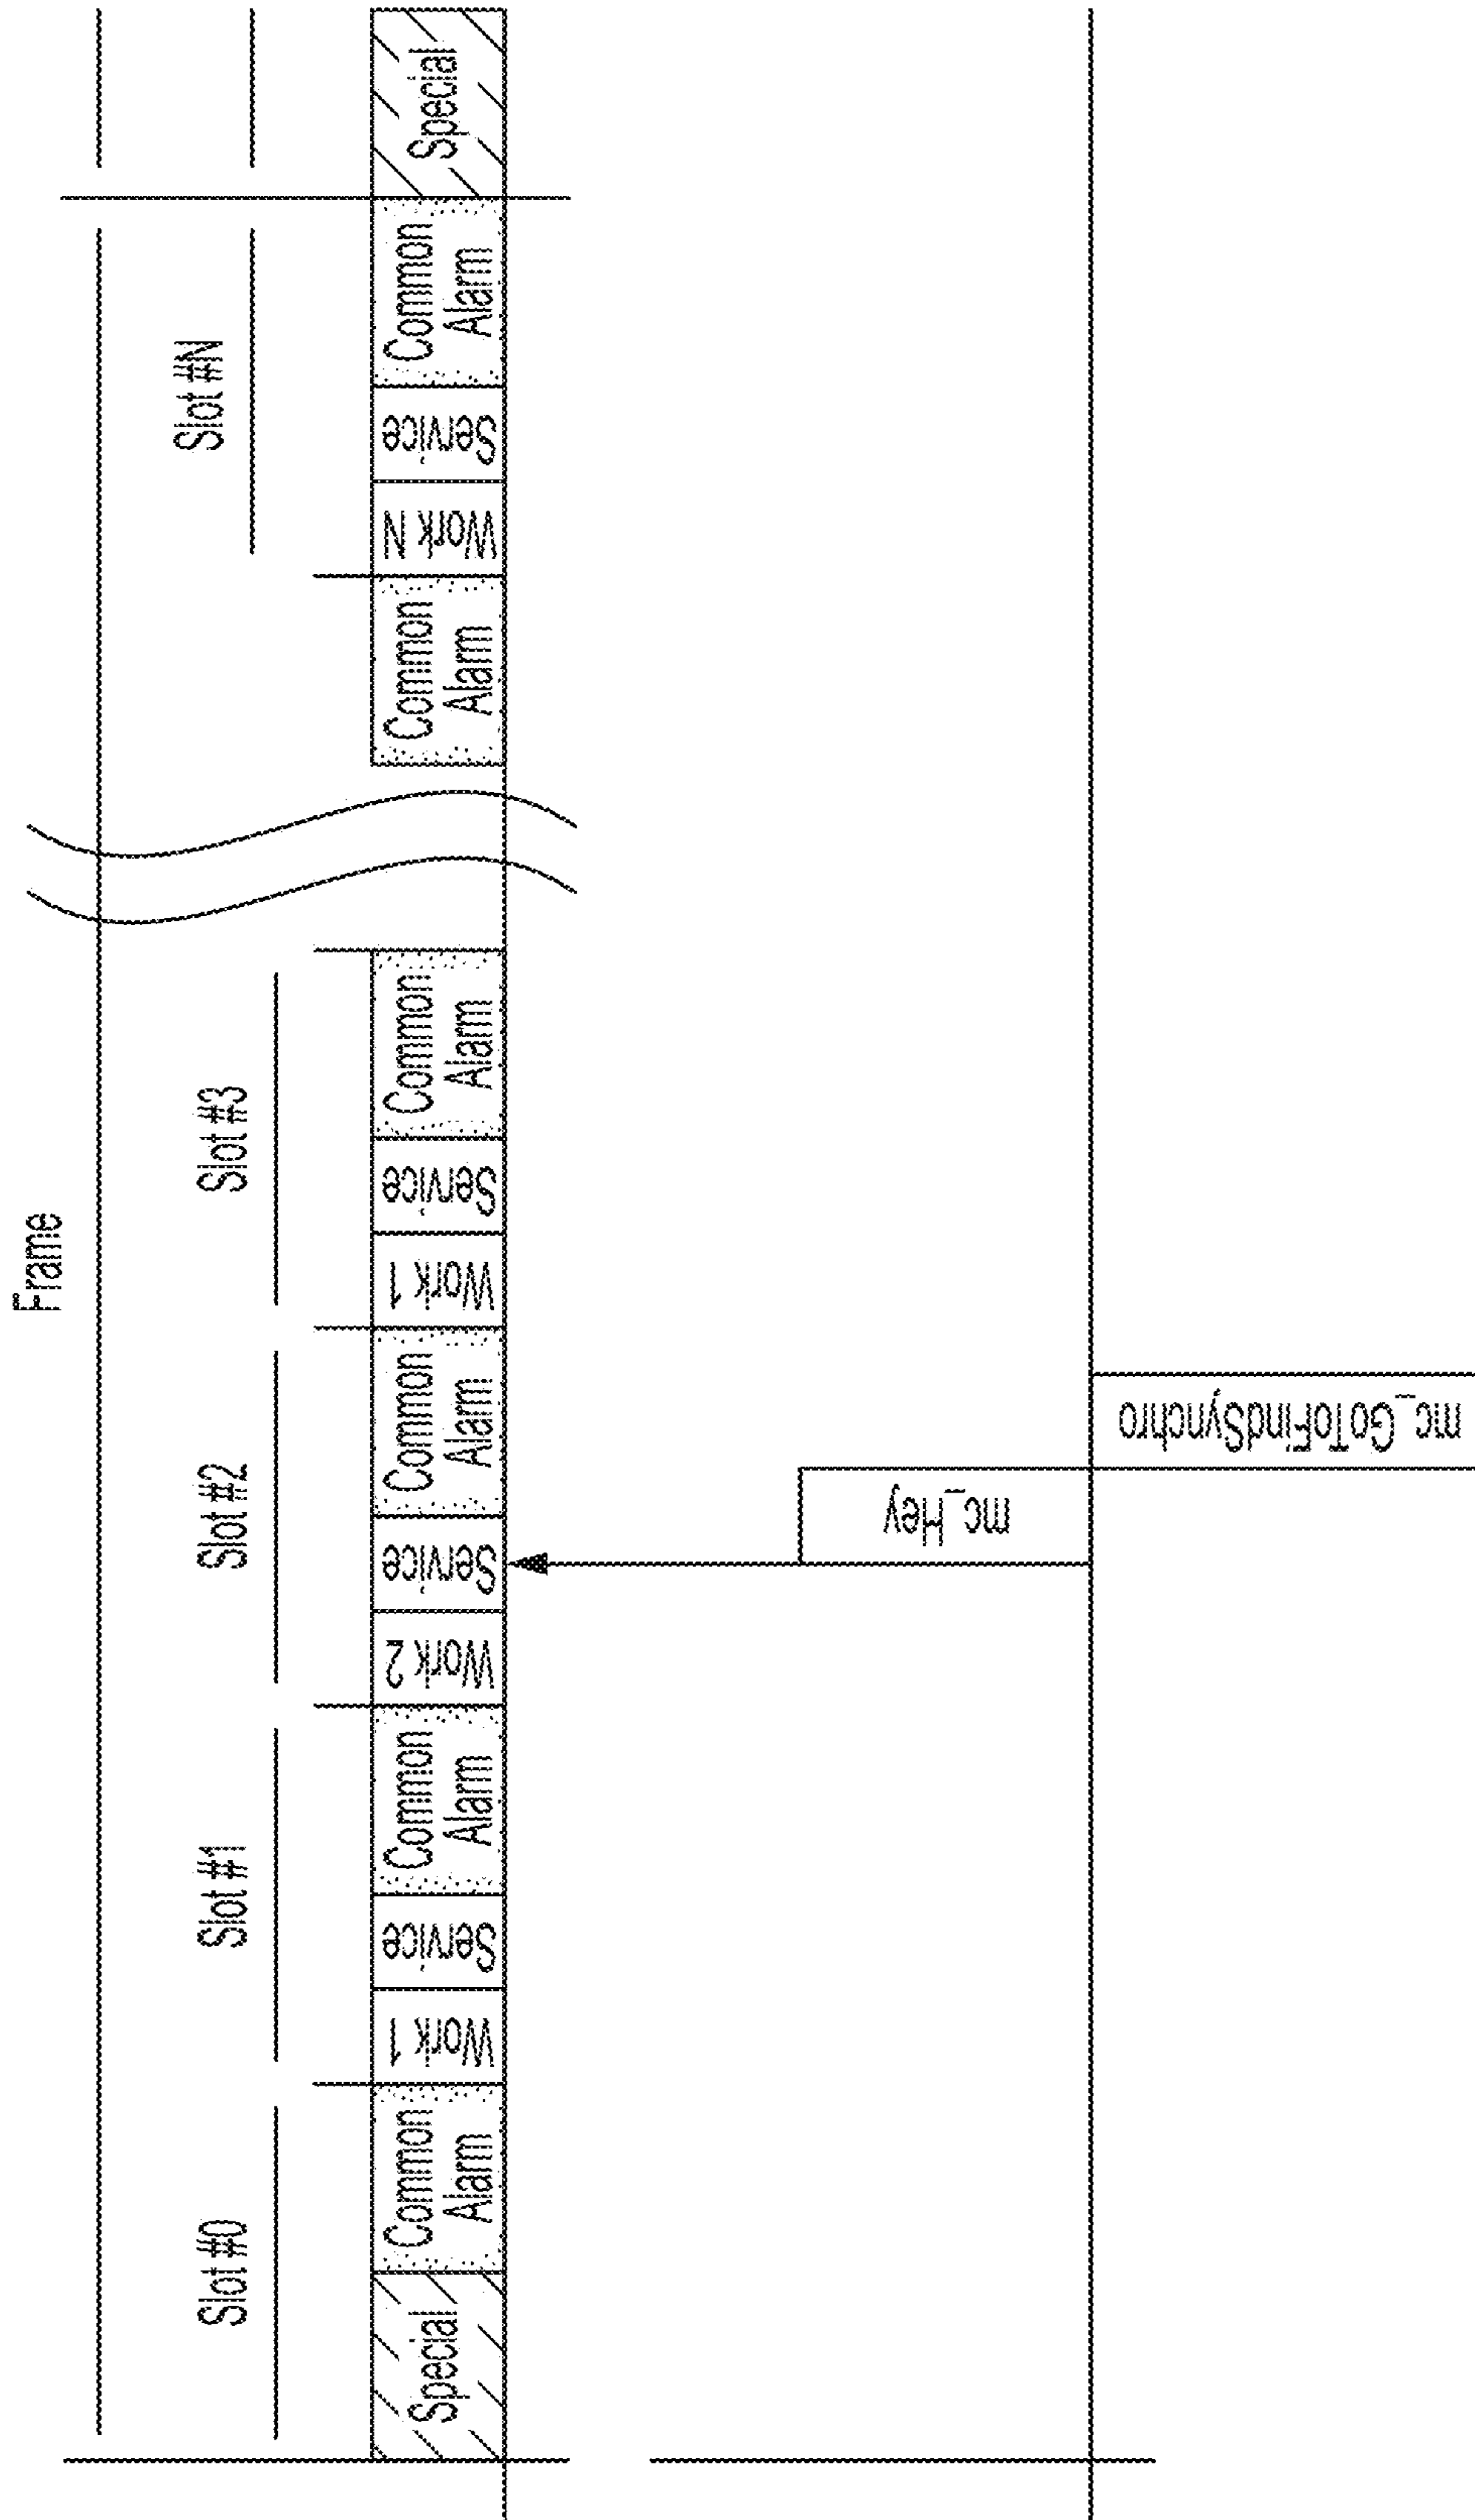 Frame
Slot #0
Slot #1
Slot #2
Slot #3
Slot #N
Special
Common
Alarm
Work 1
Service
Common
Alarm
Work 2
Service
Common
Alarm
Work 1
Service
Common
Alarm
Common
Alarm
Work N
Service
Common
Alarm
Special
mc_Hey
mc_GoToFindSynchro